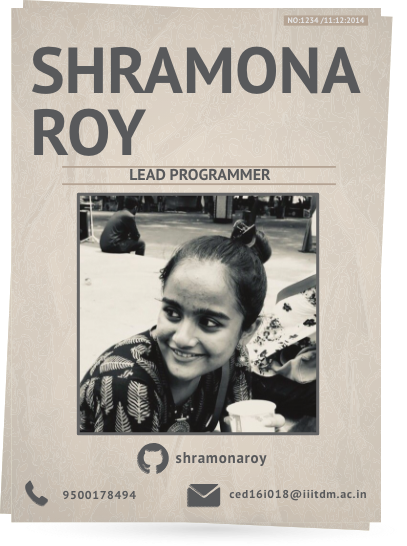 NO:1234 /11:12:2014
SHRAMONA
ROY
LEAD PROGRAMMER
shramonaroy
9500178494
ced16i018@iiitdm.ac.in